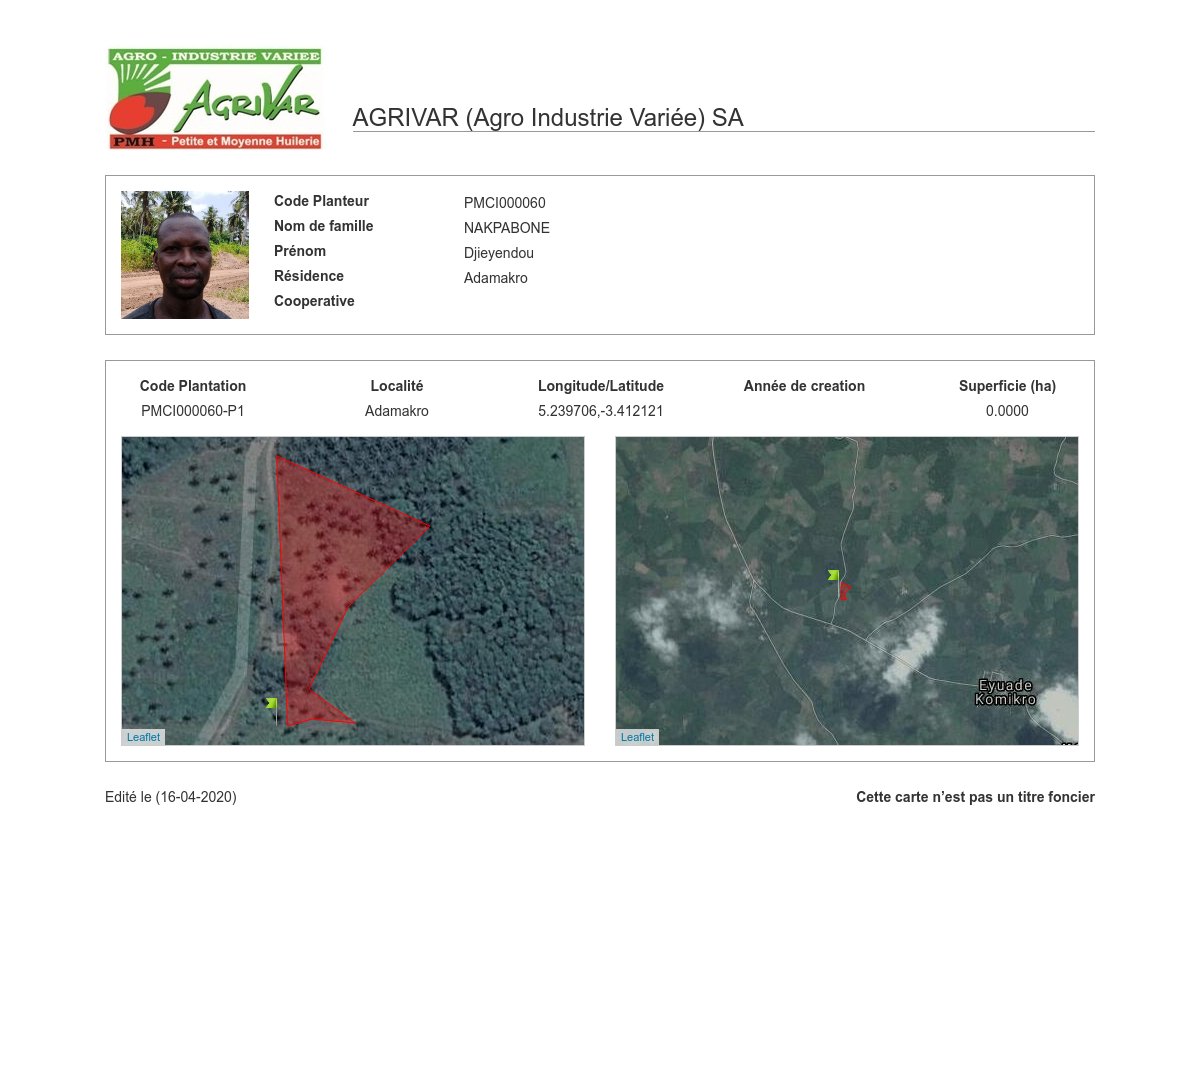 AGRO - INDUSTRIE VARIEE
AGRIVAR
PMH - Petite et Moyenne Huilerie
AGRIVAR (Agro Industrie Variée) SA
Code Planteur PMCI000060
Nom de famille NAKPABONE
Prénom Djieyendou
Résidence Adamakro
Cooperative
Code Plantation Localité Longitude/Latitude Année de creation Superficie (ha)
PMCI000060-P1 Adamakro 5.239706,-3.412121 0.0000
Eyuade
Komikro
Leaflet Leaflet
Edité le (16-04-2020) Cette carte n’est pas un titre foncier